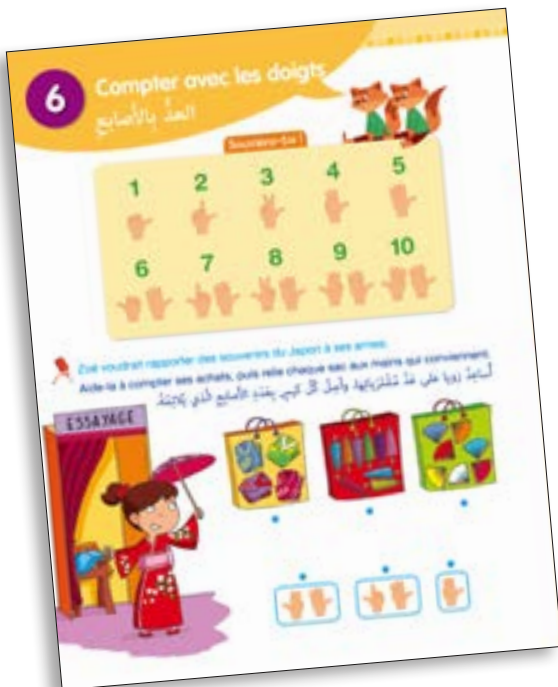 6
Compter avec les doigts
العدّ بالأصابع
Souviens-toi !
1 2 3 4 5
6 7 8 9 10
Zoé voudrait rapporter des souvenirs du Japon à ses amies.
Aide-la à compter ses achats, puis relie chaque sac aux mains qui conviennent.
ESSAYAGE